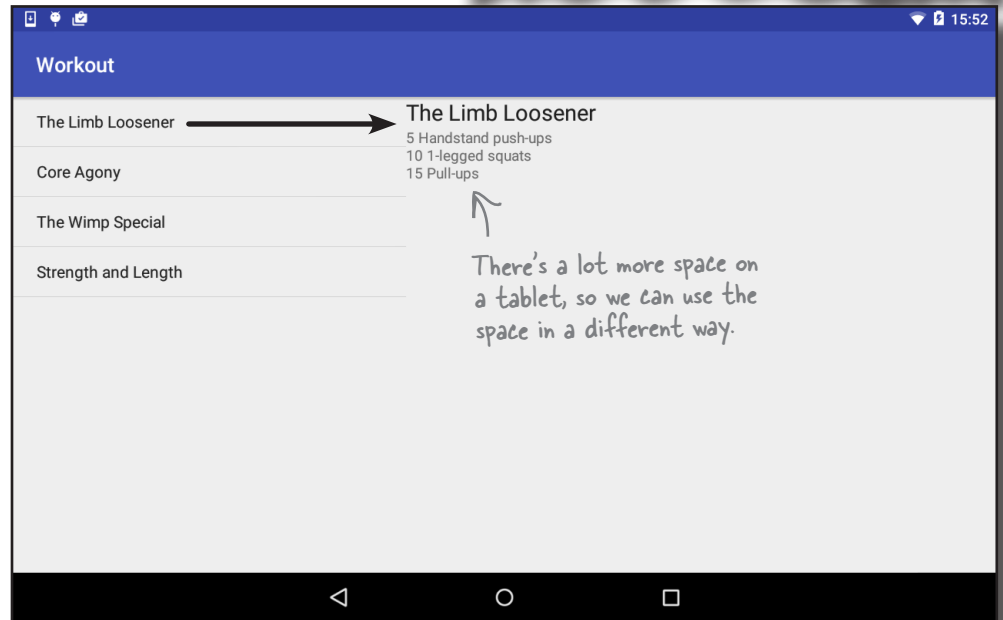 15:52
Workout
The Limb Loosener
Core Agony
The Wimp Special
Strength and Length
The Limb Loosener
5 Handstand push-ups
10 1-legged squats
15 Pull-ups
There's a lot more space on
a tablet, so we can use the
space in a different way.